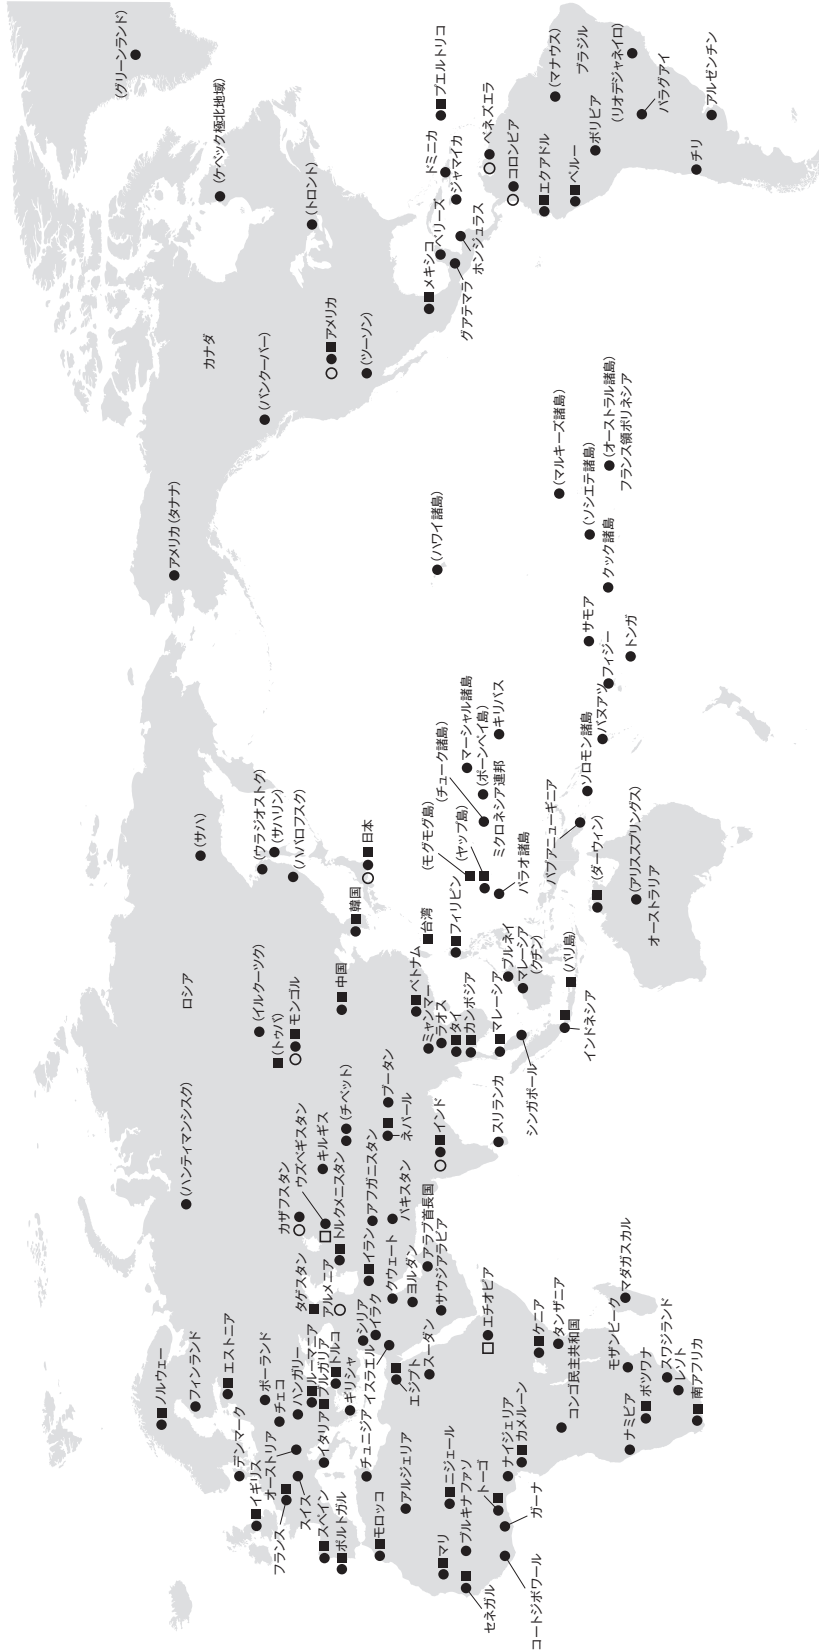 (グリーンランド)
(ケベック極北地域)
(トロント)
カナダ
(バンクーバー)
アメリカ
(ツーソン)
アメリカ(タナナ)
プエルトリコ
ドミニカ
ジャマイカ
ベリーズ
メキシコ
ホンジュラス
グアテマラ
ベネズエラ
コロンビア
エクアドル
ペルー
ボリビア
(マナウス)
ブラジル
(リオデジャネイロ)
パラグアイ
アルゼンチン
チリ
(ハワイ諸島)
(マルキーズ諸島)
(ソシエテ諸島)
(オーストラル諸島)
フランス領ポリネシア
クック諸島
サモア
トンガ
フィジー
バヌアツ
ソロモン諸島
キリバス
マーシャル諸島
(ポーンペイ島)
(チューク諸島)
ミクロネシア連邦
(モグモグ島)
(ヤップ島)
パラオ諸島
パプアニューギニア
(ダーウィン)
(アリススプリングス)
オーストラリア
(サハ)
(ウラジオストク)
(サハリン)
(ハバロフスク)
日本
韓国
台湾
フィリピン
ブルネイ
マレーシア
(クチン)
(バリ島)
インドネシア
シンガポール
マレーシア
ベトナム
ミャンマー
ラオス
タイ
カンボジア
中国
ロシア
(イルクーツク)
(トゥバ)
モンゴル
(ハンティマンシスク)
(チベット)
ブータン
ネパール
インド
スリランカ
キルギス
ウズベギスタン
カザフスタン
トルクメニスタン
アフガニスタン
パキスタン
イラン
クウェート
ヨルダン
アラブ首長国
サウジアラビア
タゲスタン
アルメニア
シリア
イラク
イスラエル
トルコ
ノルウェー
フィンランド
エストニア
デンマーク
ポーランド
チェコ
ハンガリー
ルーマニア
ブルガリア
ギリシャ
オーストリア
イタリア
スイス
イギリス
フランス
スペイン
ポルトガル
チュニジア
アルジェリア
モロッコ
エジプト
スーダン
エチオピア
ケニア
タンザニア
コンゴ民主共和国
マダガスカル
モザンビーク
スワジランド
レソト
ボツワナ
ナミビア
南アフリカ
ニジェール
ナイジェリア
カメルーン
トーゴ
ブルキナファソ
ガーナ
マリ
セネガル
コートジボワール